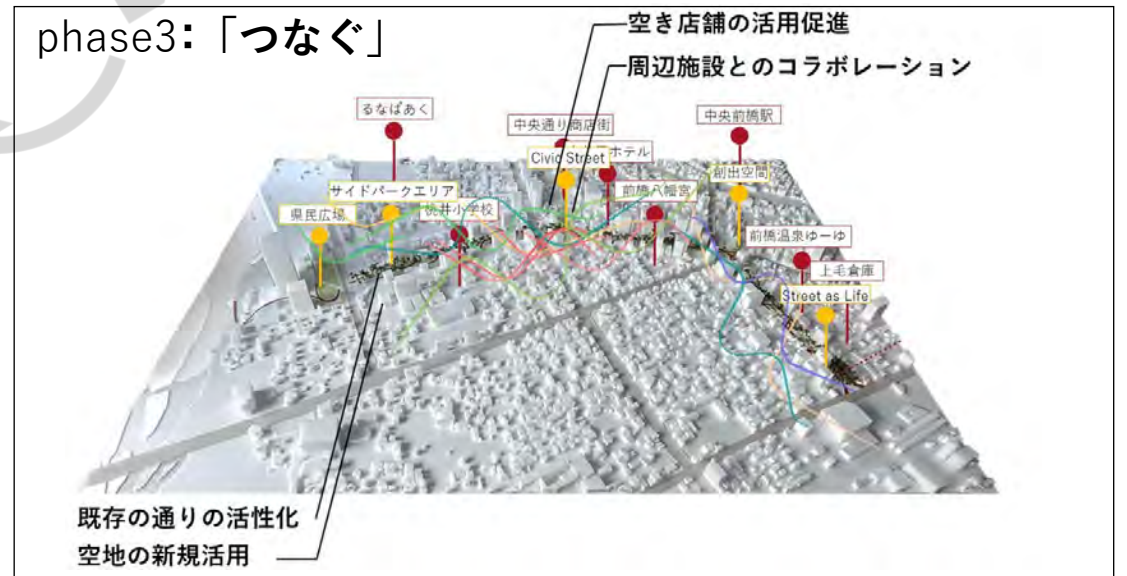 phase3:「つなぐ」
空き店舗の活用促進
周辺施設とのコラボレーション
るなぱあく
中央通り商店街
中央前橋駅
Civic Street
ホテル
創出空間
サイドパークエリア
前橋八幡宮
県民広場
桃井小学校
前橋温泉ゆーゆ
上毛倉庫
Street as Life
既存の通りの活性化
空地の新規活用